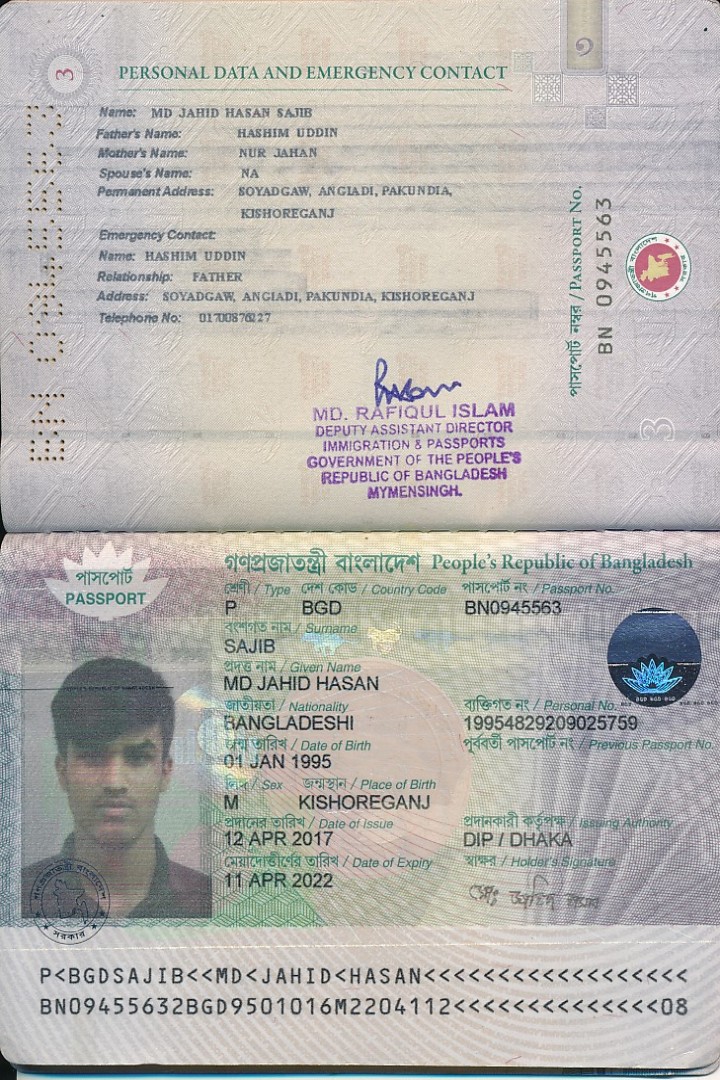 3
PERSONAL DATA AND EMERGENCY CONTACT
১
Name: MD JAHID HASAN SAJIB
Father's Name: HASHIM UDDIN
Mother's Name: NUR JAHAN
Spouse's Name: NA
Permanent Address: SOYADGAW, ANGIADI, PAKUNDIA,
KISHOREGANJ
Emergency Contact:
Name: HASHIM UDDIN
Relationship: FATHER
Address: SOYADGAW, ANGIADI, PAKUNDIA, KISHOREGANJ
Telephone No: 01700876227
পাসপোর্ট নম্বর / PASSPORT No.
BN 0945563
MD. RAFIQUL ISLAM
DEPUTY ASSISTANT DIRECTOR
IMMIGRATION & PASSPORTS
GOVERNMENT OF THE PEOPLE'S
REPUBLIC OF BANGLADESH
MYMENSINGH.
3
গণপ্রজাতন্ত্রী বাংলাদেশ People's Republic of Bangladesh
পাসপোর্ট
PASSPORT
শ্রেণী / Type দেশ কোড / Country Code পাসপোর্ট নং / Passport No.
P BGD BN0945563
বংশগত নাম / Surname
SAJIB
প্রদত্ত নাম / Given Name
MD JAHID HASAN
জাতীয়তা / Nationality ব্যক্তিগত নং / Personal No.
BANGLADESHI 19954829209025759
জন্ম তারিখ / Date of Birth পূর্ববর্তী পাসপোর্ট নং / Previous Passport No.
01 JAN 1995
লিঙ্গ / Sex জন্মস্থান / Place of Birth
M KISHOREGANJ
প্রদানের তারিখ / Date of Issue প্রদানকারী কর্তৃপক্ষ / Issuing Authority
12 APR 2017 DIP / DHAKA
মেয়াদোত্তীর্ণের তারিখ / Date of Expiry স্বাক্ষর / Holder's Signature
11 APR 2022
P<BGDSAJIB<<MD<JAHID<HASAN<<<<<<<<<<<<<<<<<<
BN09455632BGD9501016M2204112<<<<<<<<<<<<<<08